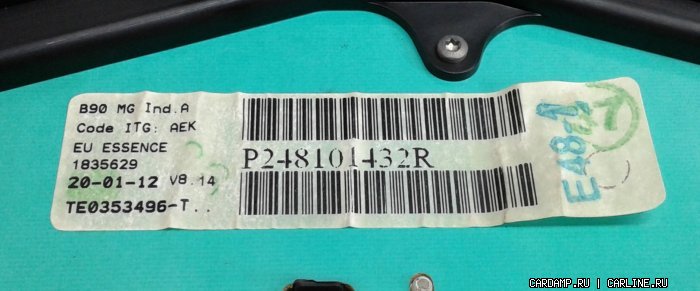 B90 MG Ind.A
Code ITG: AEK
EU ESSENCE
1835629
20-01-12 V8.14
TE0353496-T..
P248101432R
E48-1
CARDAMP.RU | CARLINE.RU